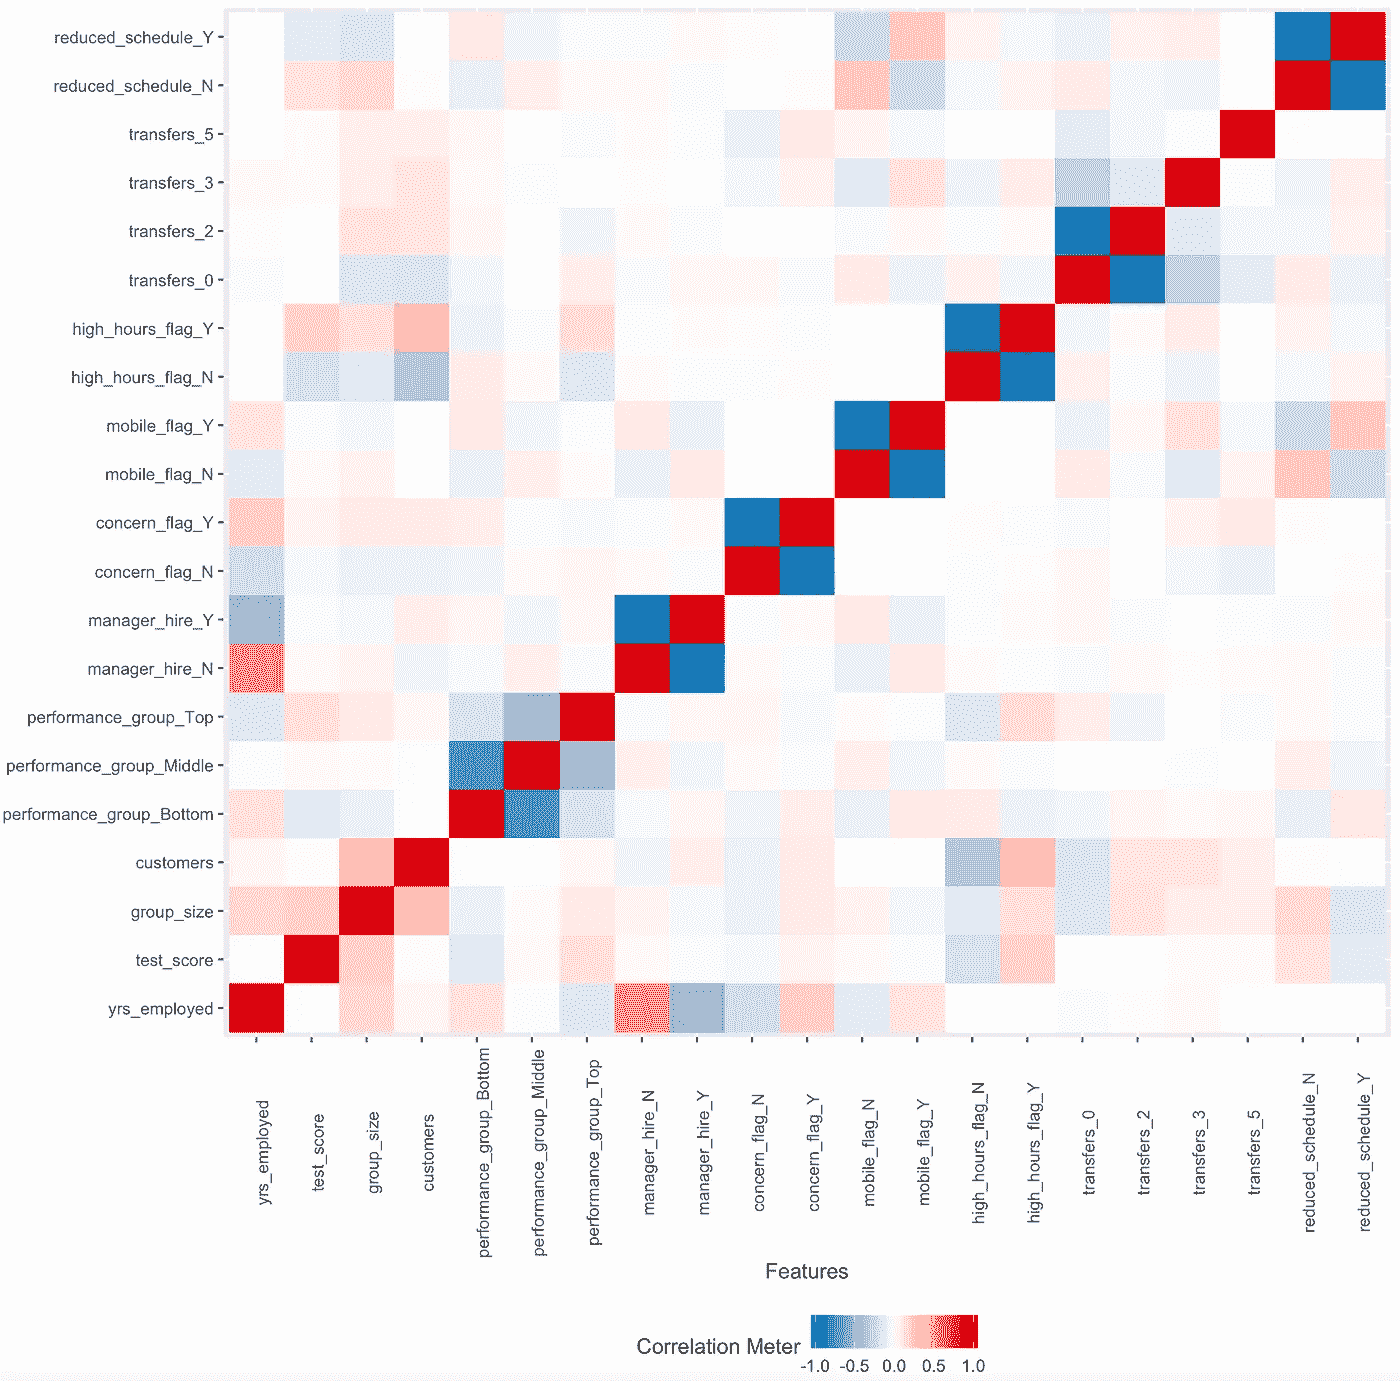 reduced_schedule_Y
reduced_schedule_N
transfers_5
transfers_3
transfers_2
transfers_0
high_hours_flag_Y
high_hours_flag_N
mobile_flag_Y
mobile_flag_N
concern_flag_Y
concern_flag_N
manager_hire_Y
manager_hire_N
performance_group_Top
performance_group_Middle
performance_group_Bottom
customers
group_size
test_score
yrs_employed
yrs_employed
test_score
group_size
customers
performance_group_Bottom
performance_group_Middle
performance_group_Top
manager_hire_N
manager_hire_Y
concern_flag_N
concern_flag_Y
mobile_flag_N
mobile_flag_Y
high_hours_flag_N
high_hours_flag_Y
transfers_0
transfers_2
transfers_3
transfers_5
reduced_schedule_N
reduced_schedule_Y
Features
Correlation Meter
-1.0 -0.5 0.0 0.5 1.0